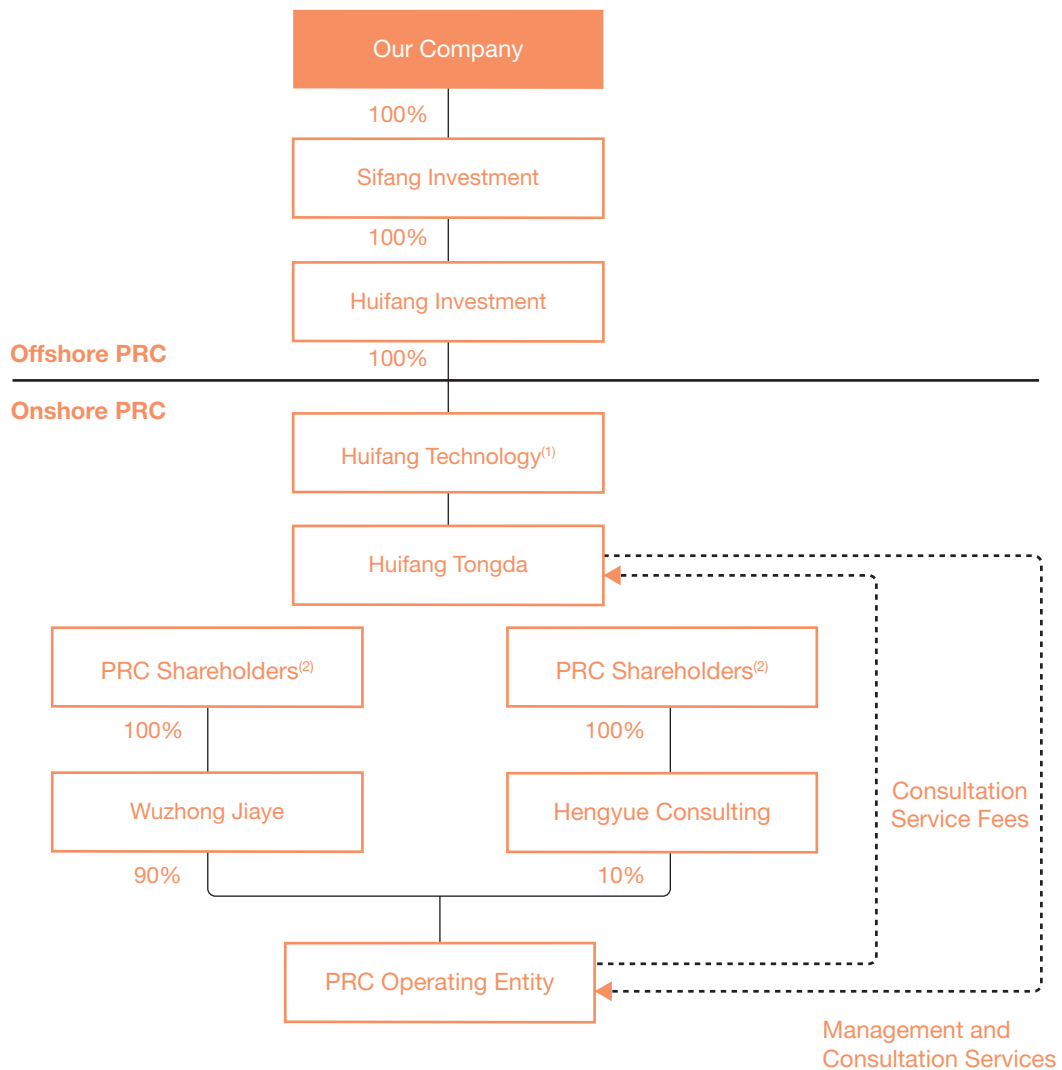 Our Company
100%
Sifang Investment
100%
Huifang Investment
Offshore PRC
100%
Onshore PRC
Huifang Technology(1)
Huifang Tongda
PRC Shareholders(2)
PRC Shareholders(2)
100%
100%
Wuzhong Jiaye
Hengyue Consulting
Consultation
Service Fees
90%
10%
PRC Operating Entity
Management and
Consultation Services